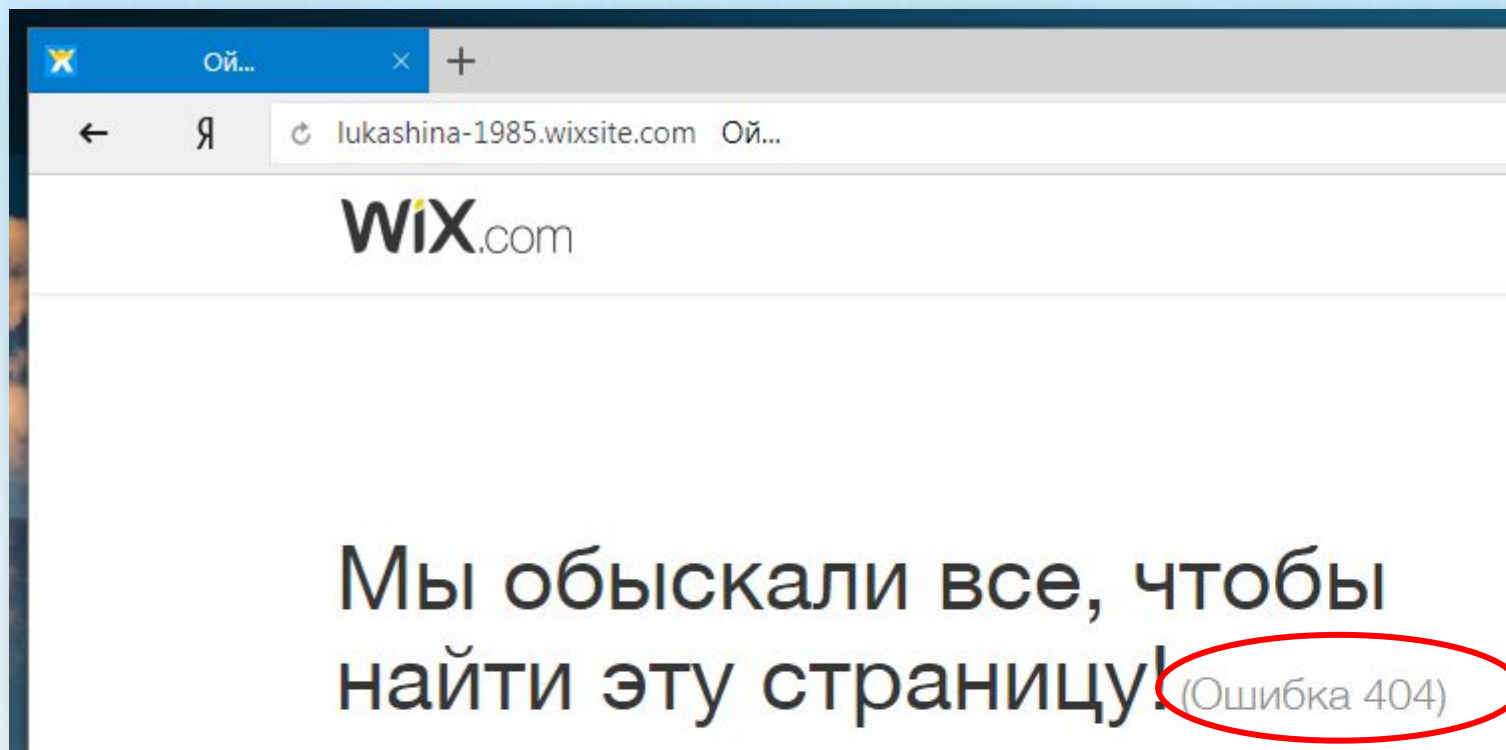 Ой...
Я
lukashina-1985.wixsite.com Ой...
WiX.com
Мы обыскали все, чтобы
найти эту страницу! (Ошибка 404)